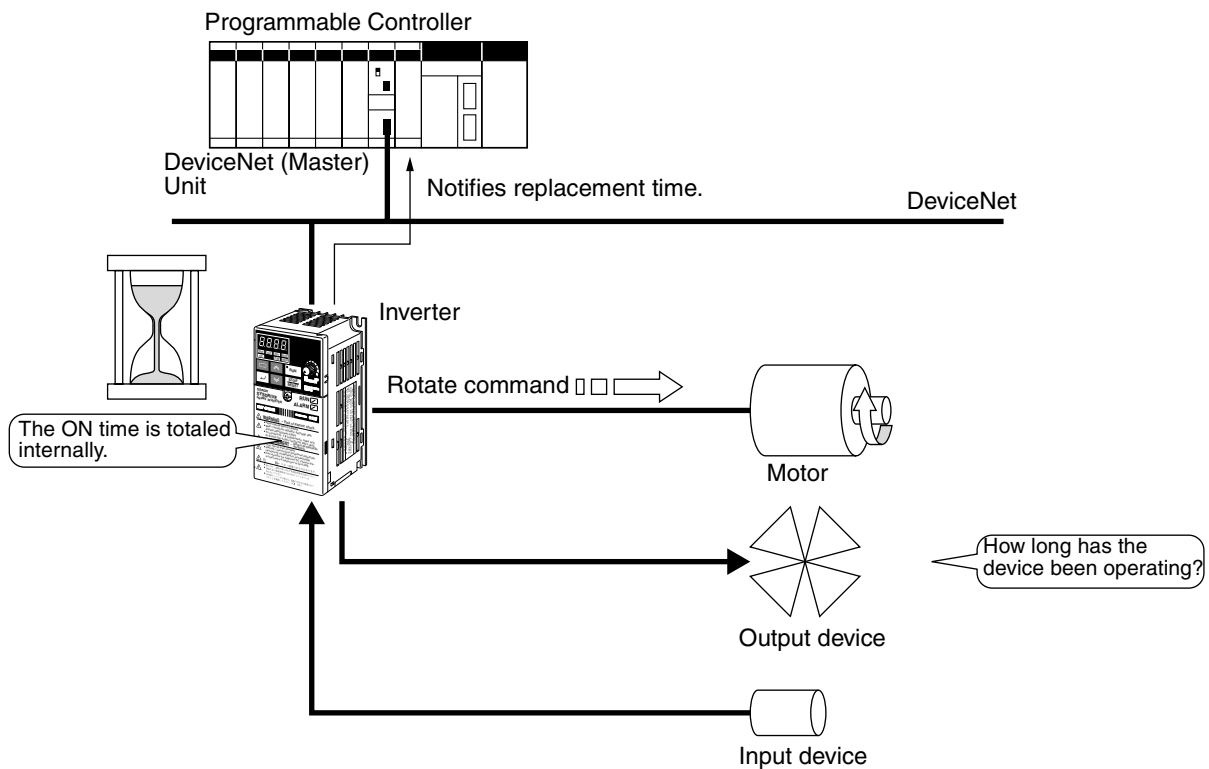 Programmable Controller
DeviceNet (Master)
Unit
Notifies replacement time.
DeviceNet
Inverter
Rotate command
The ON time is totaled
internally.
Motor
How long has the
device been operating?
Output device
Input device